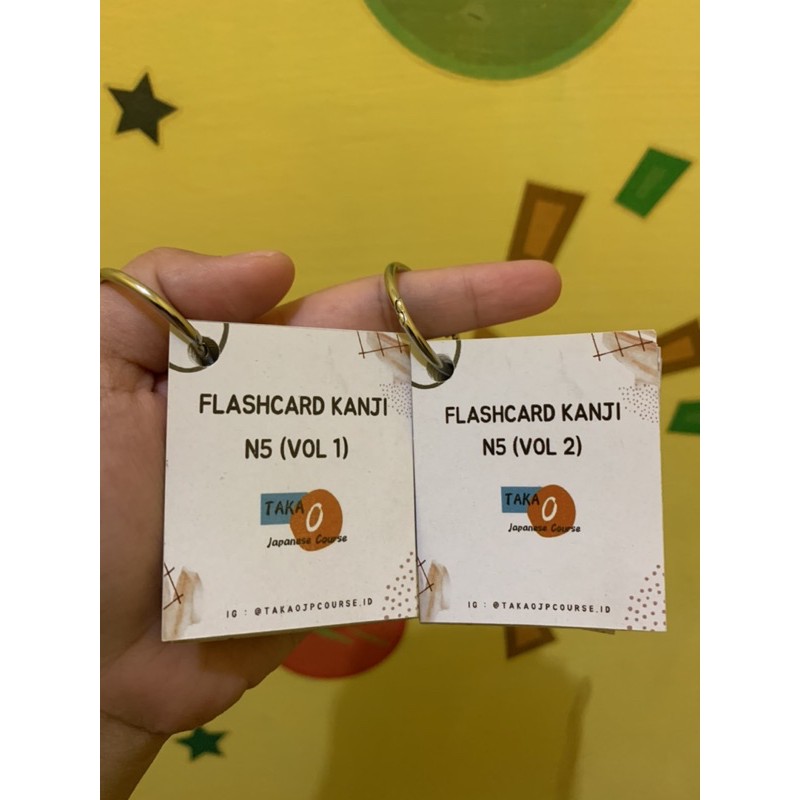 FLASHCARD KANJI
N5 (VOL 1)
TAKA O
Japanese Course
IG : @TAKAOJPCOURSE.ID
FLASHCARD KANJI
N5 (VOL 2)
TAKA O
Japanese Course
IG : @TAKAOJPCOURSE.ID